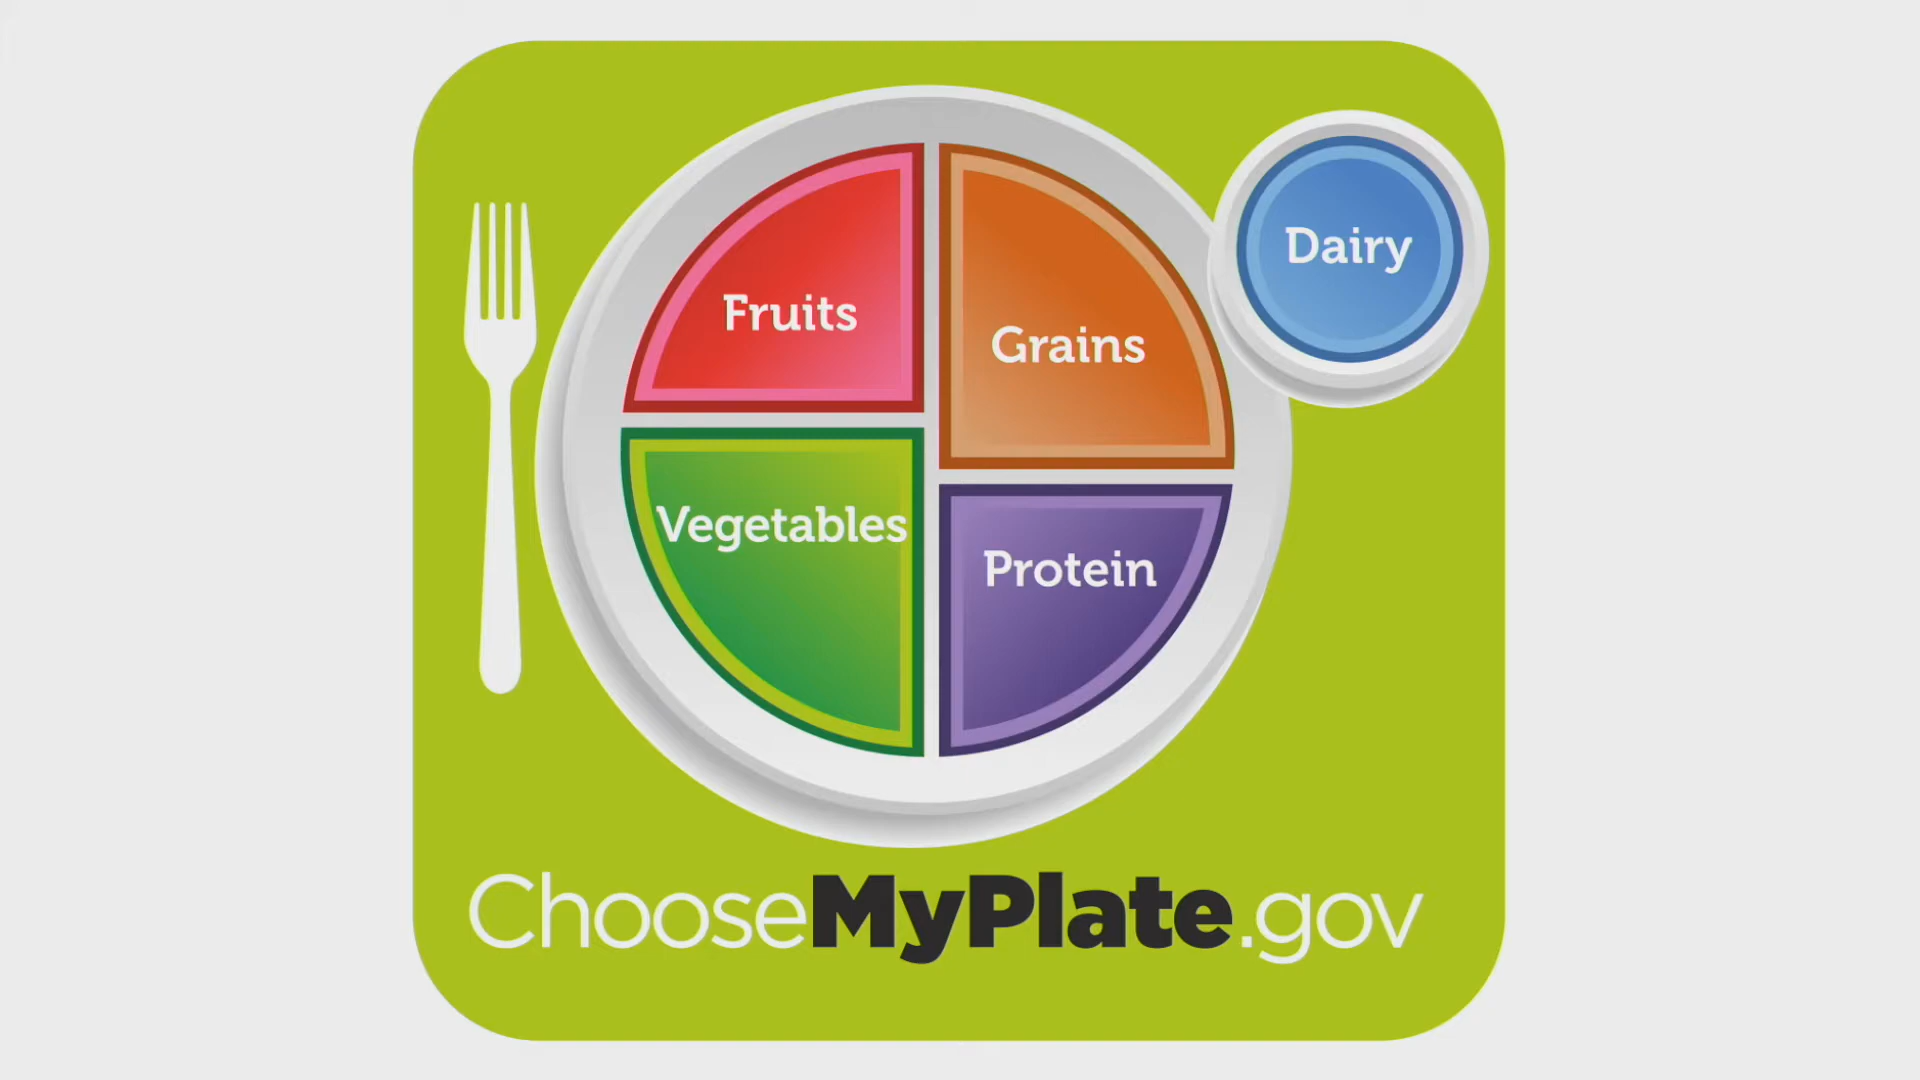 Dairy
Fruits
Grains
Vegetables
Protein
ChooseMyPlate.gov